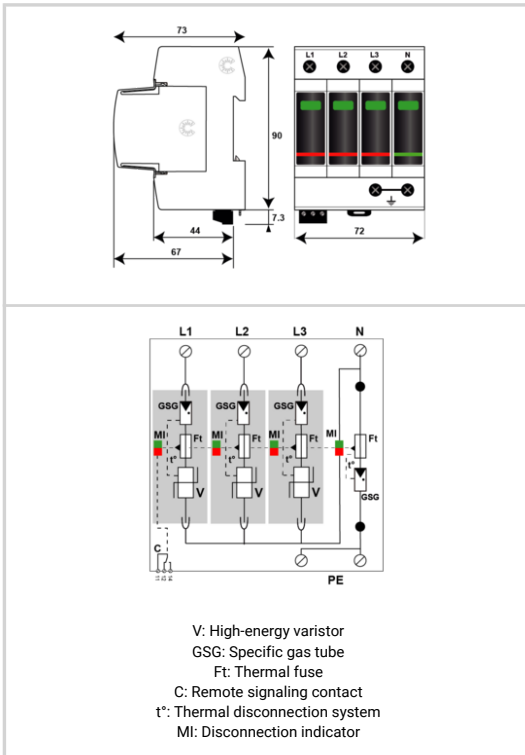 73
L1 L2 L3 N
90
7.3
44
67
72
L1 L2 L3 N
GSG GSG GSG
MI Ft MI Ft MI Ft MI Ft
t° t° t° t°
GSG
V V V
C
PE
V: High-energy varistor
GSG: Specific gas tube
Ft: Thermal fuse
C: Remote signaling contact
t°: Thermal disconnection system
MI: Disconnection indicator